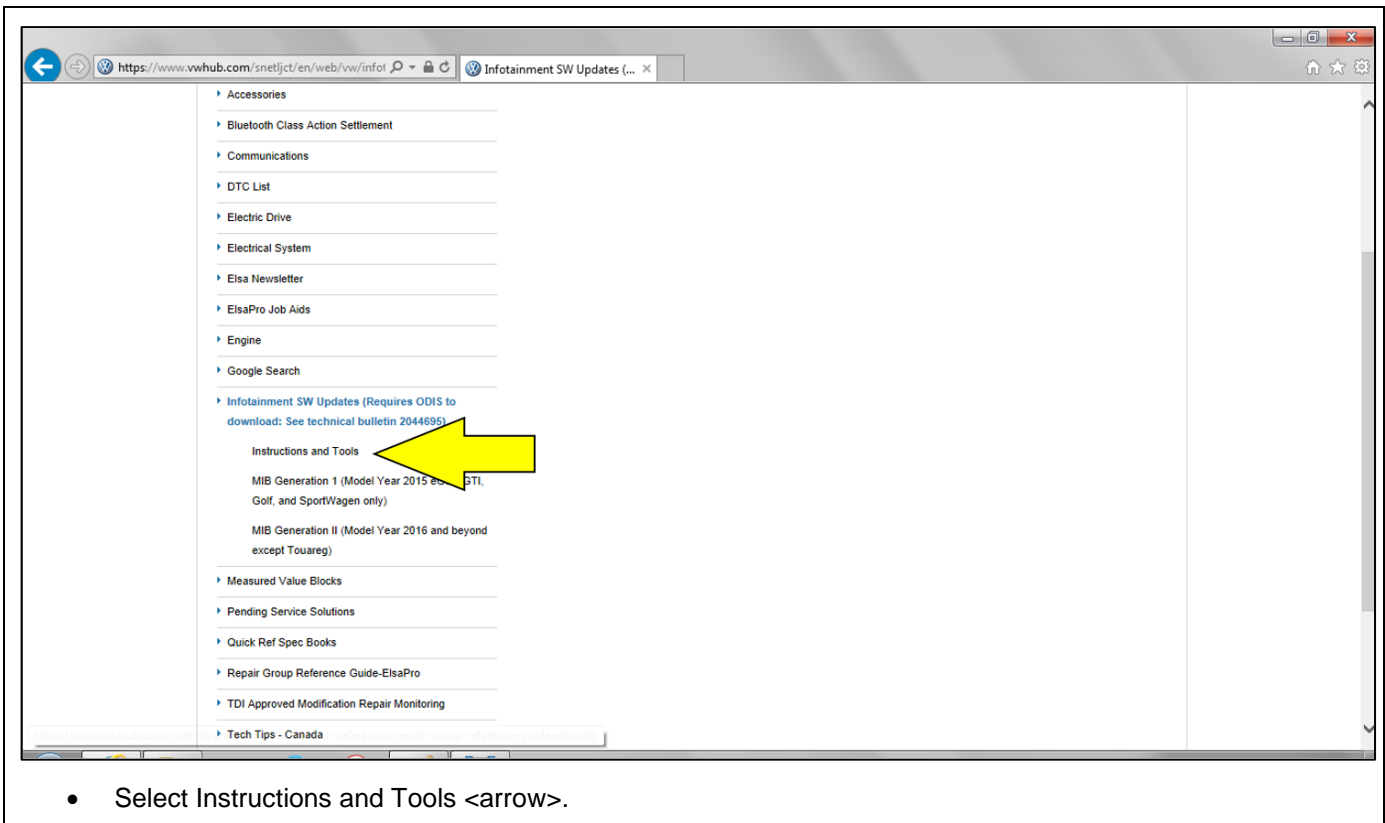 https://www.vwhub.com/snetljct/en/web/vw/infot
Infotainment SW Updates (...
Accessories
Bluetooth Class Action Settlement
Communications
DTC List
Electric Drive
Electrical System
Elsa Newsletter
ElsaPro Job Aids
Engine
Google Search
Infotainment SW Updates (Requires ODIS to
download: See technical bulletin 2044695)
Instructions and Tools
MIB Generation 1 (Model Year 2015 GTI,
Golf, and SportWagen only)
MIB Generation II (Model Year 2016 and beyond
except Touareg)
Measured Value Blocks
Pending Service Solutions
Quick Ref Spec Books
Repair Group Reference Guide-ElsaPro
TDI Approved Modification Repair Monitoring
Tech Tips - Canada
• Select Instructions and Tools <arrow>.